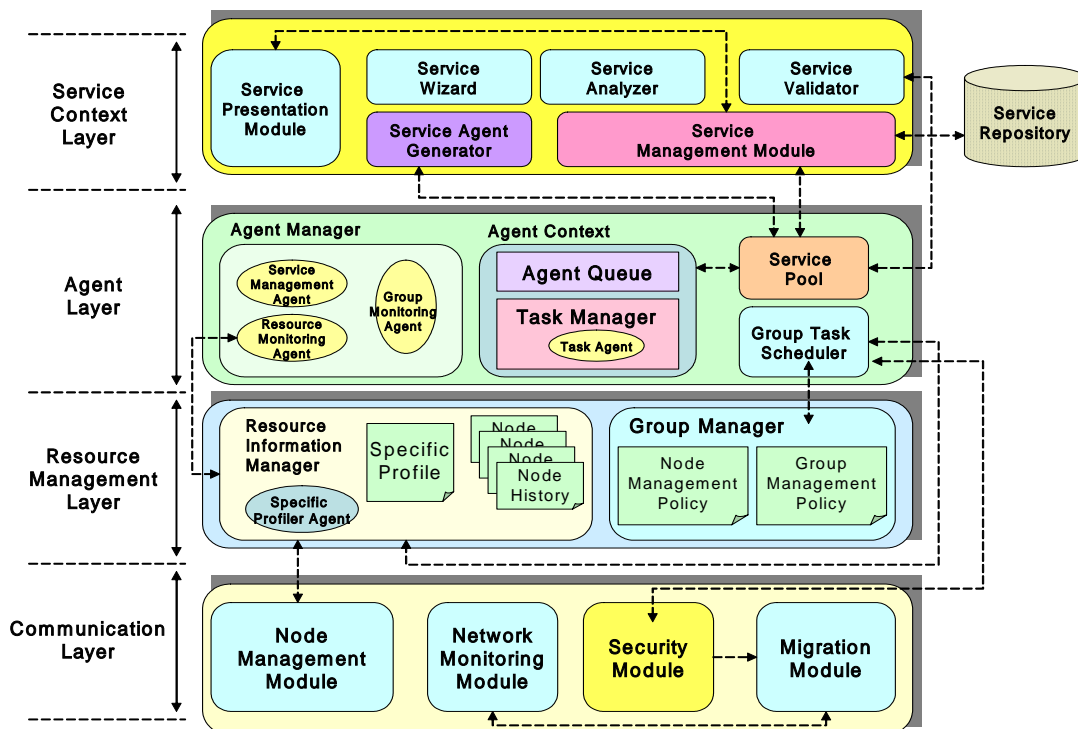 Service
Context
Layer
Service
Presentation
Module
Service
Wizard
Service
Analyzer
Service
Validator
Service Agent
Generator
Service
Management Module
Service
Repository
Agent
Layer
Agent Manager
Service
Management
Agent
Resource
Monitoring
Agent
Group
Monitoring
Agent
Agent Context
Agent Queue
Task Manager
Task Agent
Service
Pool
Group Task
Scheduler
Resource
Management
Layer
Resource
Information
Manager
Specific
Profiler Agent
Specific
Profile
Node
Node
Node
Node
History
Group Manager
Node
Management
Policy
Group
Management
Policy
Communication
Layer
Node
Management
Module
Network
Monitoring
Module
Security
Module
Migration
Module